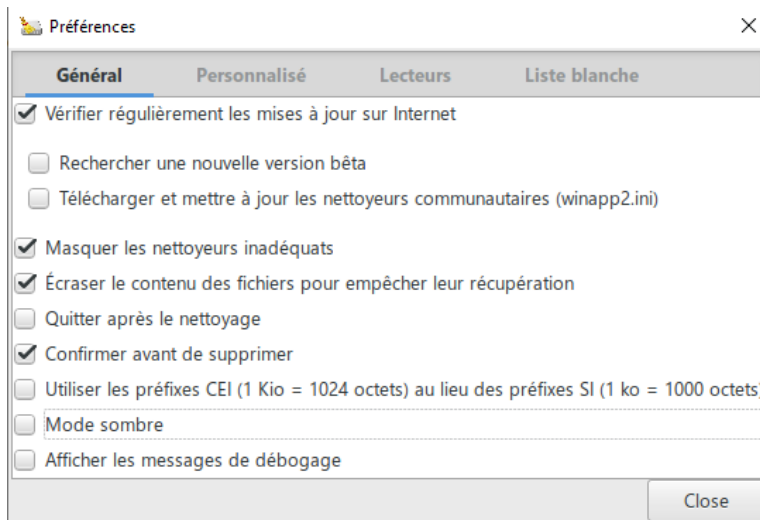 Préférences
Général Personnalisé Lecteurs Liste blanche
Vérifier régulièrement les mises à jour sur Internet
Rechercher une nouvelle version bêta
Télécharger et mettre à jour les nettoyeurs communautaires (winapp2.ini)
Masquer les nettoyeurs inadéquats
Écraser le contenu des fichiers pour empêcher leur récupération
Quitter après le nettoyage
Confirmer avant de supprimer
Utiliser les préfixes CEI (1 Kio = 1024 octets) au lieu des préfixes SI (1 ko = 1000 octets)
Mode sombre
Afficher les messages de débogage
Close